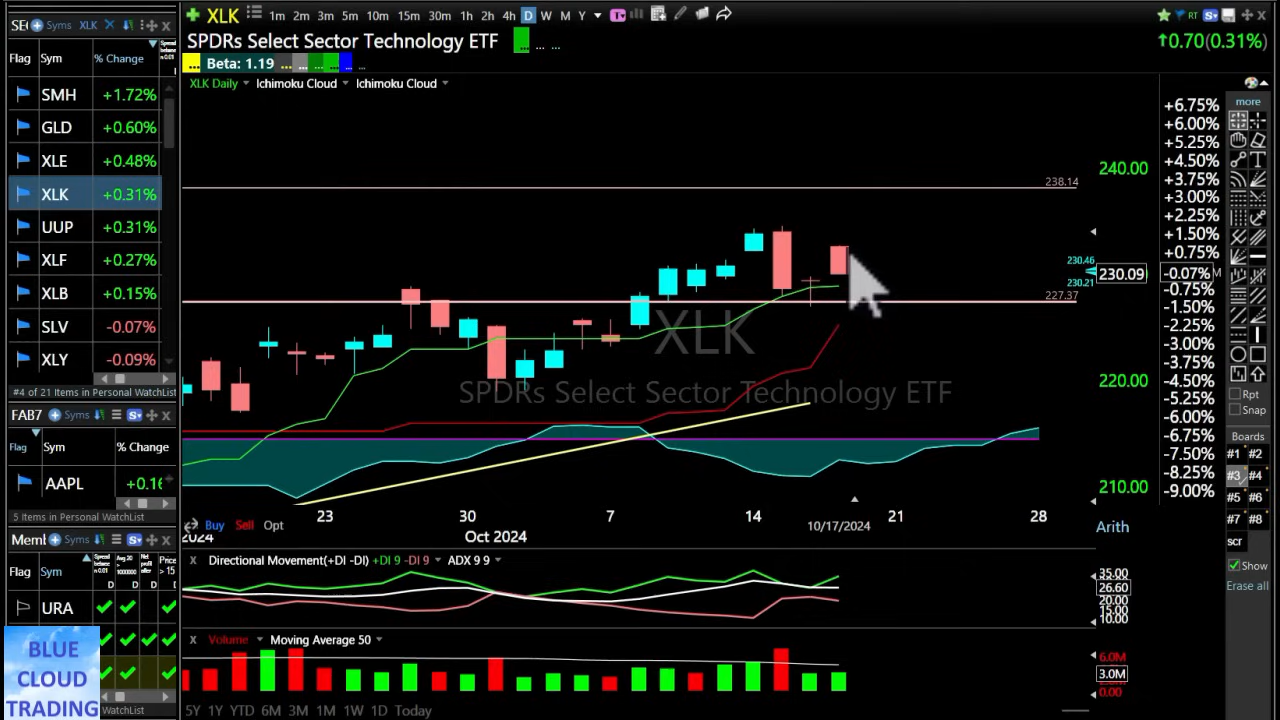 SE Syms XLK
Flag Sym % Change Spread betwee n 0.01
SMH +1.72%
GLD +0.60%
XLE +0.48%
XLK +0.31%
UUP +0.31%
XLF +0.27%
XLB +0.15%
SLV -0.07%
XLY -0.09%
#4 of 21 Items in Personal WatchList
FAB7 Syms
Flag Sym % Change
AAPL +0.16
5 Items in Personal WatchList
Meml Syms
Flag Sym
URA
BLUE
CLOUD
TRADING
WatchList
XLK 1m 2m 3m 5m 10m 15m 30m 1h 2h 4h D W M Y
RT
SPDRs Select Sector Technology ETF
0.70(0.31%)
Beta: 1.19
XLK Daily Ichimoku Cloud Ichimoku Cloud
238.14
230.46
230.21
227.37
XLK
SPDRs Select Sector Technology ETF
240.00
230.09
220.00
210.00
+6.75%
+6.00%
+5.25%
+4.50%
+3.75%
+3.00%
+2.25%
+1.50%
+0.75%
-0.07%
-0.75%
-1.50%
-2.25%
-3.00%
-3.75%
-4.50%
-5.25%
-6.00%
-6.75%
-7.50%
-8.25%
-9.00%
more
Rpt
Snap
Boards
#1 #2
#3 #4
#5 #6
#7 #8
scr
Show
Erase all
Buy Sell Opt
23 30 7 14 10/17/2024 21 28
2024 Oct 2024
Arith
X Directional Movement(+DI -DI) +DI 9 -DI 9 ADX 9 9
35.00
26.60
20.00
15.00
10.00
X Volume Moving Average 50
6.0M
3.0M
0.00
5Y 1Y YTD 6M 3M 1M 1W 1D Today